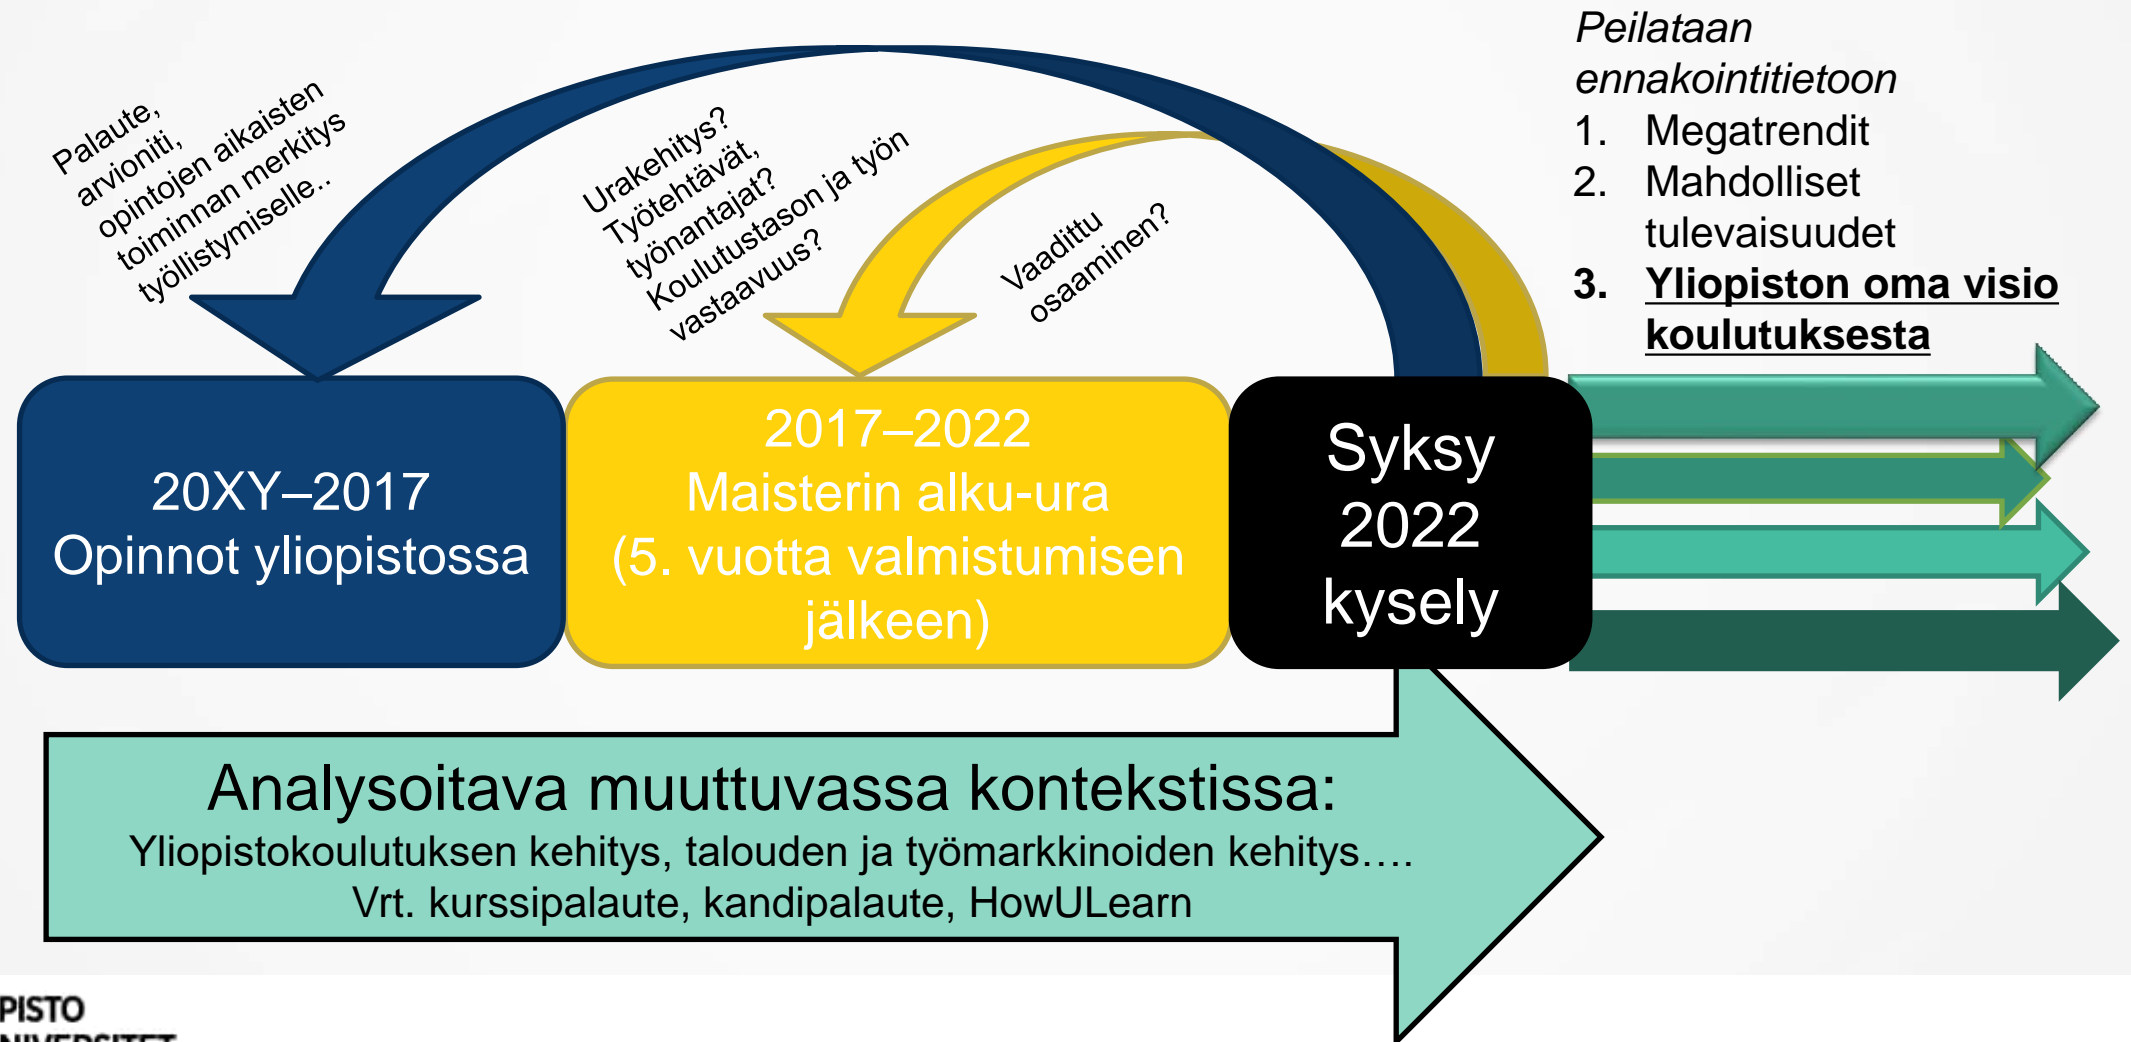 Peilataan
ennakointitietoon
1. Megatrendit
2. Mahdolliset
tulevaisuudet
3. Yliopiston oma visio
koulutuksesta
Palaute,
arvioniti,
opintojen aikaisten
toiminnan merkitys
työllistymiselle..
Urakehitys?
Työtehtävät,
työnantajat?
Koulutustason ja työn
vastaavuus?
Vaadittu
osaaminen?
20XY–2017
Opinnot yliopistossa
2017–2022
Maisterin alku-ura
(5. vuotta valmistumisen
jälkeen)
Syksy
2022
kysely
Analysoitava muuttuvassa kontekstissa:
Yliopistokoulutuksen kehitys, talouden ja työmarkkinoiden kehitys….
Vrt. kurssipalaute, kandipalaute, HowULearn
PISTO
NIVERSITET